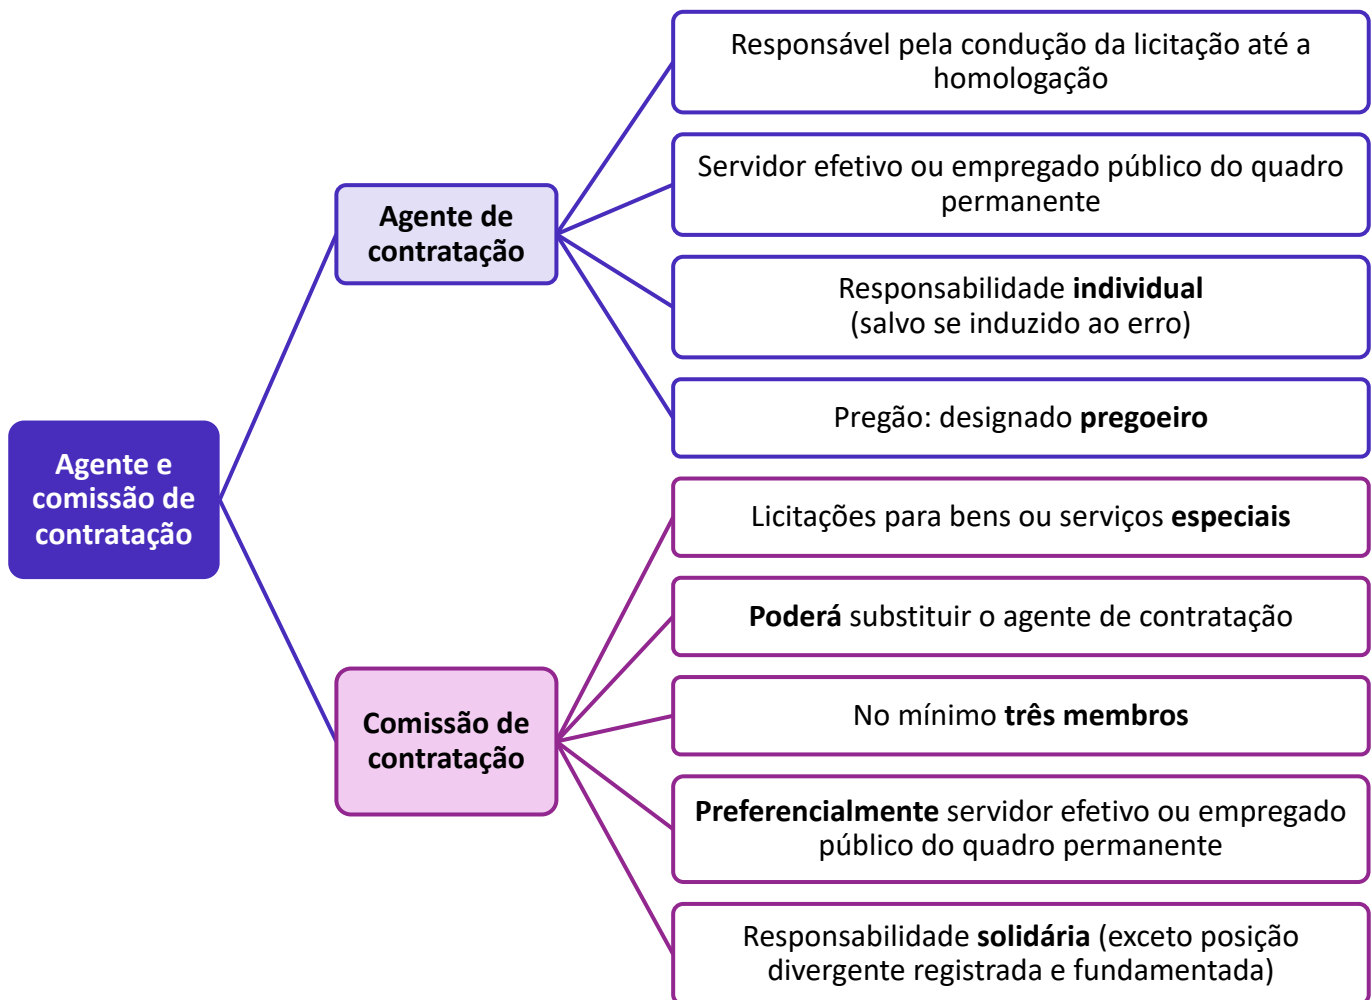 Responsável pela condução da licitação até a
homologação
Servidor efetivo ou empregado público do quadro
permanente
Agente de
contratação
Responsabilidade individual
(salvo se induzido ao erro)
Pregão: designado pregoeiro
Agente e
comissão de
contratação
Licitações para bens ou serviços especiais
Poderá substituir o agente de contratação
No mínimo três membros
Comissão de
contratação
Preferencialmente servidor efetivo ou empregado
público do quadro permanente
Responsabilidade solidária (exceto posição
divergente registrada e fundamentada)